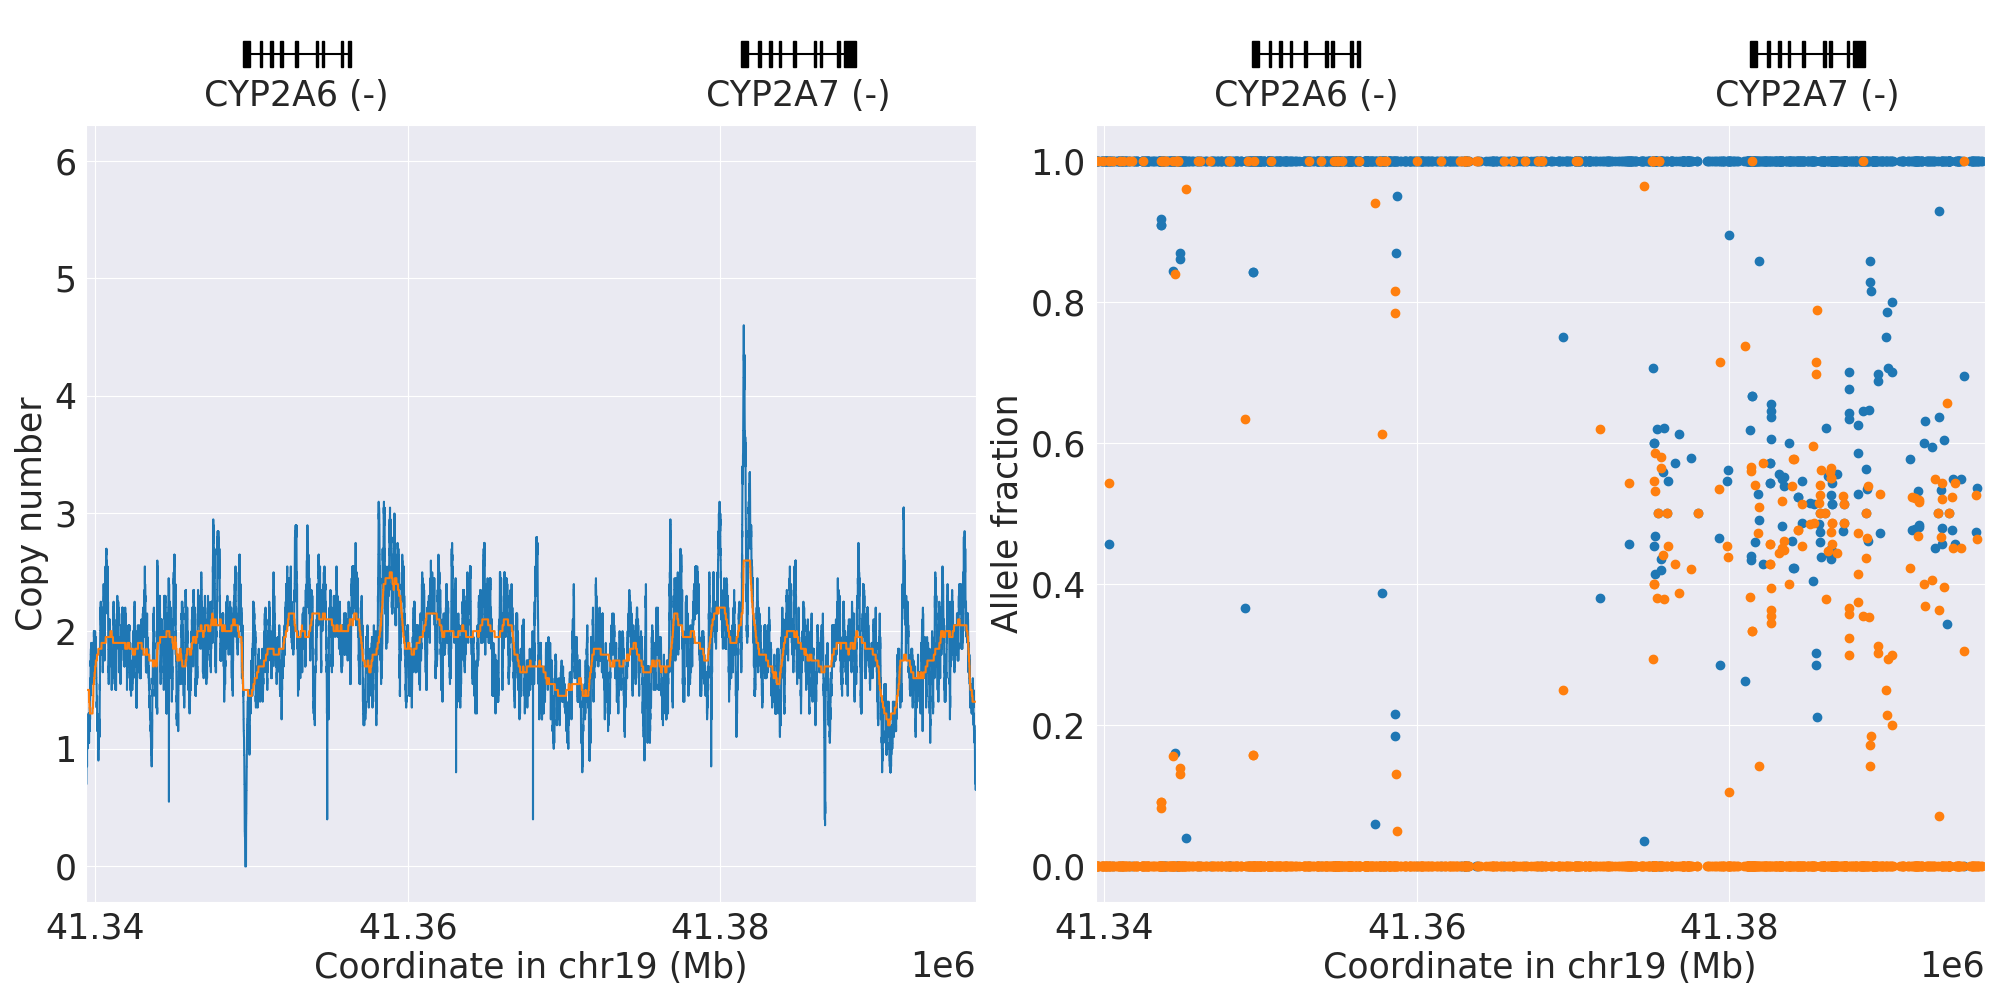 CYP2A6 (-)
CYP2A7 (-)
6
5
4
3
2
1
0
Copy number
41.34
41.36
41.38
Coordinate in chr19 (Mb)
1e6
CYP2A6 (-)
CYP2A7 (-)
1.0
0.8
0.6
0.4
0.2
0.0
Allele fraction
41.34
41.36
41.38
Coordinate in chr19 (Mb)
1e6